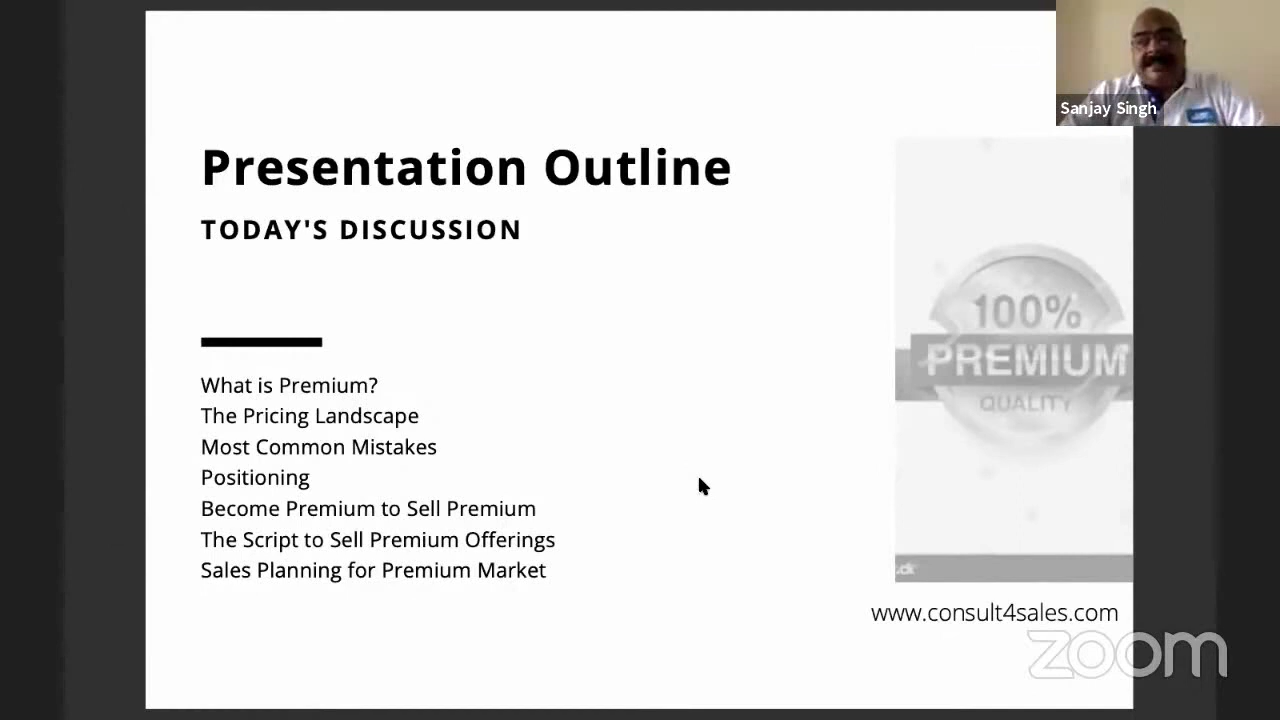 Sanjay Singh
Presentation Outline
TODAY'S DISCUSSION
100%
PREMIUM
QUALITY
What is Premium?
The Pricing Landscape
Most Common Mistakes
Positioning
Become Premium to Sell Premium
The Script to Sell Premium Offerings
Sales Planning for Premium Market
www.consult4sales.com
zoom